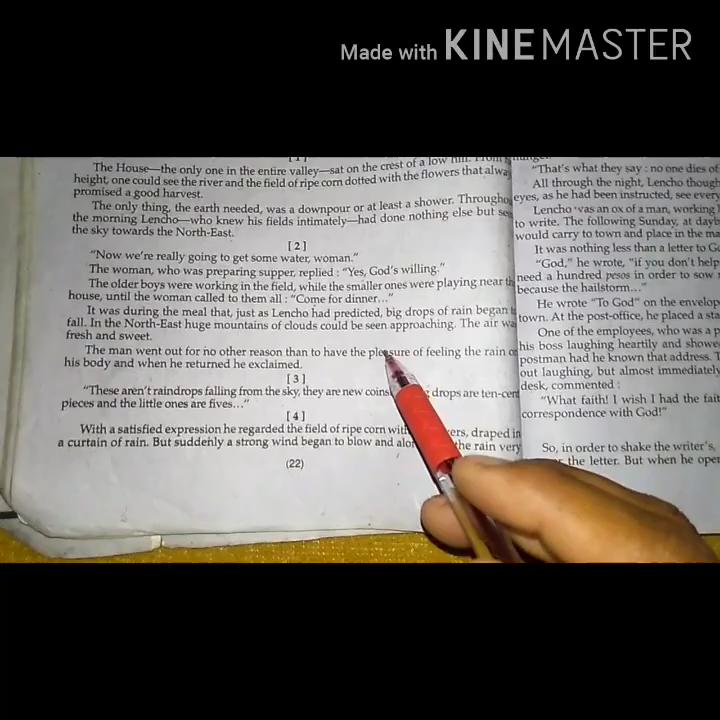 Made with KINEMASTER
[1]
The House—the only one in the entire valley—sat on the crest of a low hill. From
height, one could see the river and the field of ripe corn dotted with the flowers that
promised a good harvest.
The only thing, the earth needed, was a downpour or at least a shower.
the morning Lencho—who knew his fields intimately—had done nothing else but
the sky towards the North-East.
[2]
"Now we're really going to get some water, woman."
The woman, who was preparing supper, replied : "Yes, God's willing."
The older boys were working in the field, while the smaller ones were playing near
house, until the woman called to them all : "Come for dinner..."
It was during the meal that, just as Lencho had predicted, big drops of rain began
fall. In the North-East huge mountains of clouds could be seen approaching. The air
fresh and sweet.
The man went out for no other reason than to have the pleasure of feeling the rain
his body and when he returned he exclaimed.
[3]
"These aren't raindrops falling from the sky, they are new coins drops are ten-cent
pieces and the little ones are fives..."
[4]
With a satisfied expression he regarded the field of ripe corn draped in
a curtain of rain. But suddenly a strong wind began to blow and the rain very
(22)
"That's what they say : no one dies of
hunger."
All through the night, Lencho
eyes, as he had been instructed, see
Lencho was an ox of a man, working
to write. The following Sunday, at
would carry to town and place in the
It was nothing less than a letter to
"God," he wrote, "if you don't help
need a hundred pesos in order to sow
because the hailstorm..."
He wrote "To God" on the
town. At the post-office, he placed a
One of the employees, who was a
his boss laughing heartily and
postman had he known that address.
out laughing, but almost immediately
desk, commented :
"What faith! I wish I had the
correspondence with God!"
So, in order to shake the writer's,
the letter. But when he